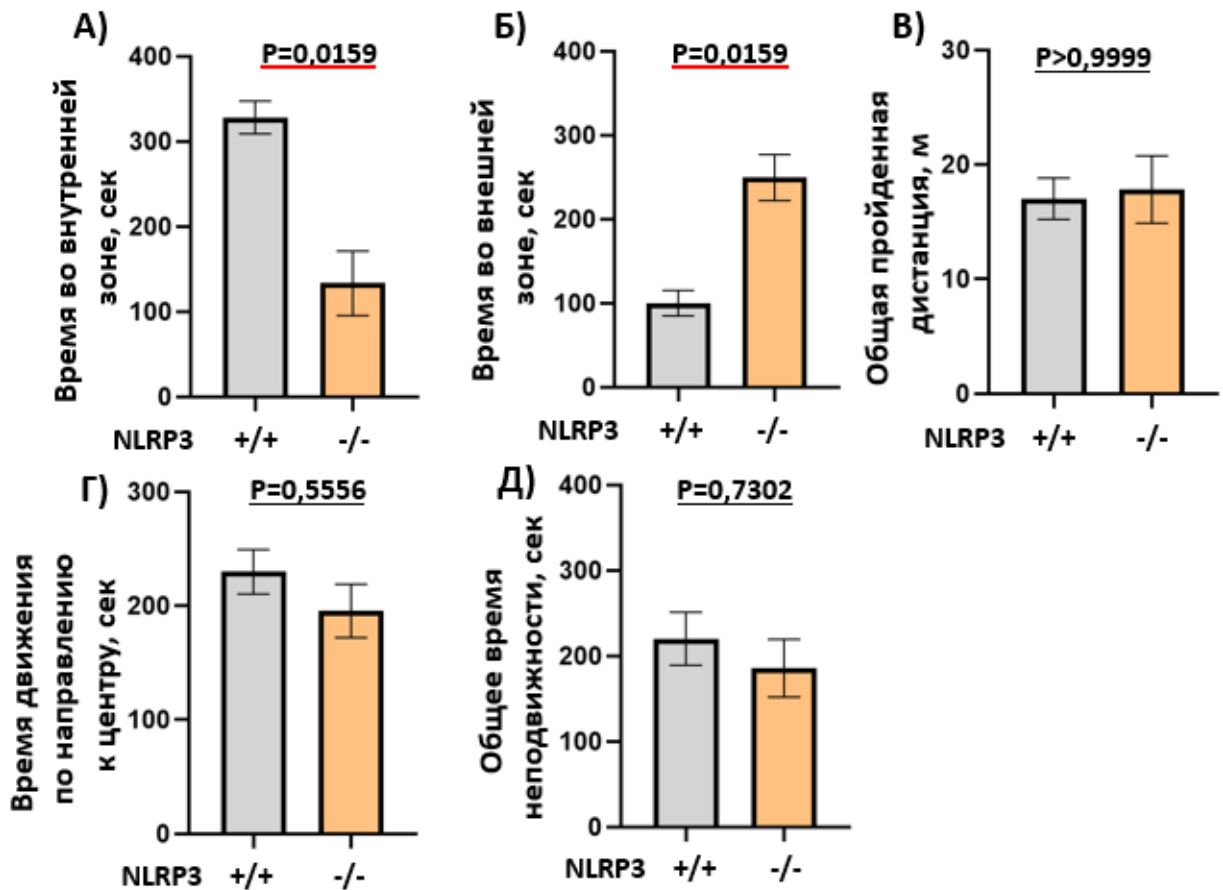 А)
Время во внутренней
зоне, сек
400
300
200
100
0
P=0,0159
NLRP3 +/+ -/-
Б)
Время во внешней
зоне, сек
400
300
200
100
0
P=0,0159
NLRP3 +/+ -/-
В)
Общая пройденная
дистанция, м
30
20
10
0
P>0,9999
NLRP3 +/+ -/-
Г)
Время движения
по направлению
к центру, сек
300
200
100
0
P=0,5556
NLRP3 +/+ -/-
Д)
Общее время
неподвижности, сек
400
300
200
100
0
P=0,7302
NLRP3 +/+ -/-